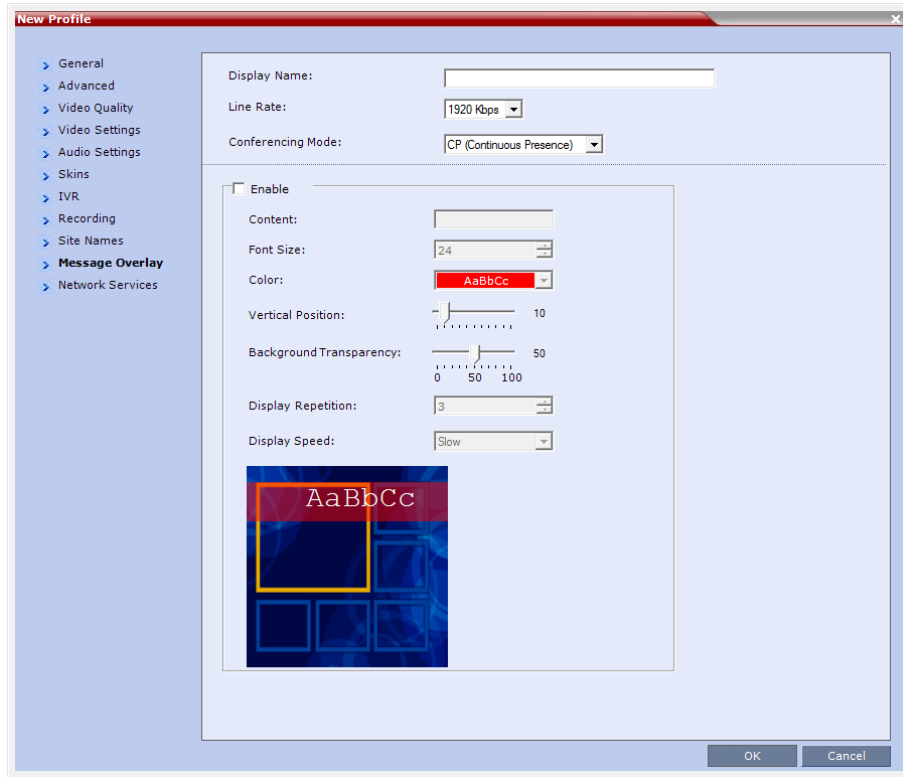 New Profile
General
Advanced
Video Quality
Video Settings
Audio Settings
Skins
IVR
Recording
Site Names
Message Overlay
Network Services
Display Name:
Line Rate: 1920 Kbps
Conferencing Mode: CP (Continuous Presence)
Enable
Content:
Font Size: 24
Color: AaBbCc
Vertical Position: 10
Background Transparency: 50
0 50 100
Display Repetition: 3
Display Speed: Slow
AaBbCc
OK Cancel